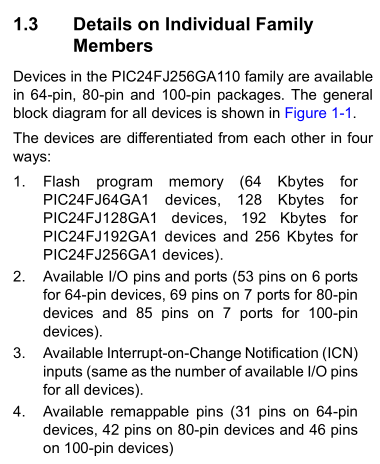 1.3 Details on Individual Family
Members
Devices in the PIC24FJ256GA110 family are available
in 64-pin, 80-pin and 100-pin packages. The general
block diagram for all devices is shown in Figure 1-1.
The devices are differentiated from each other in four
ways:
1. Flash program memory (64 Kbytes for
PIC24FJ64GA1 devices, 128 Kbytes for
PIC24FJ128GA1 devices, 192 Kbytes for
PIC24FJ192GA1 devices and 256 Kbytes for
PIC24FJ256GA1 devices).
2. Available I/O pins and ports (53 pins on 6 ports
for 64-pin devices, 69 pins on 7 ports for 80-pin
devices and 85 pins on 7 ports for 100-pin
devices).
3. Available Interrupt-on-Change Notification (ICN)
inputs (same as the number of available I/O pins
for all devices).
4. Available remappable pins (31 pins on 64-pin
devices, 42 pins on 80-pin devices and 46 pins
on 100-pin devices)